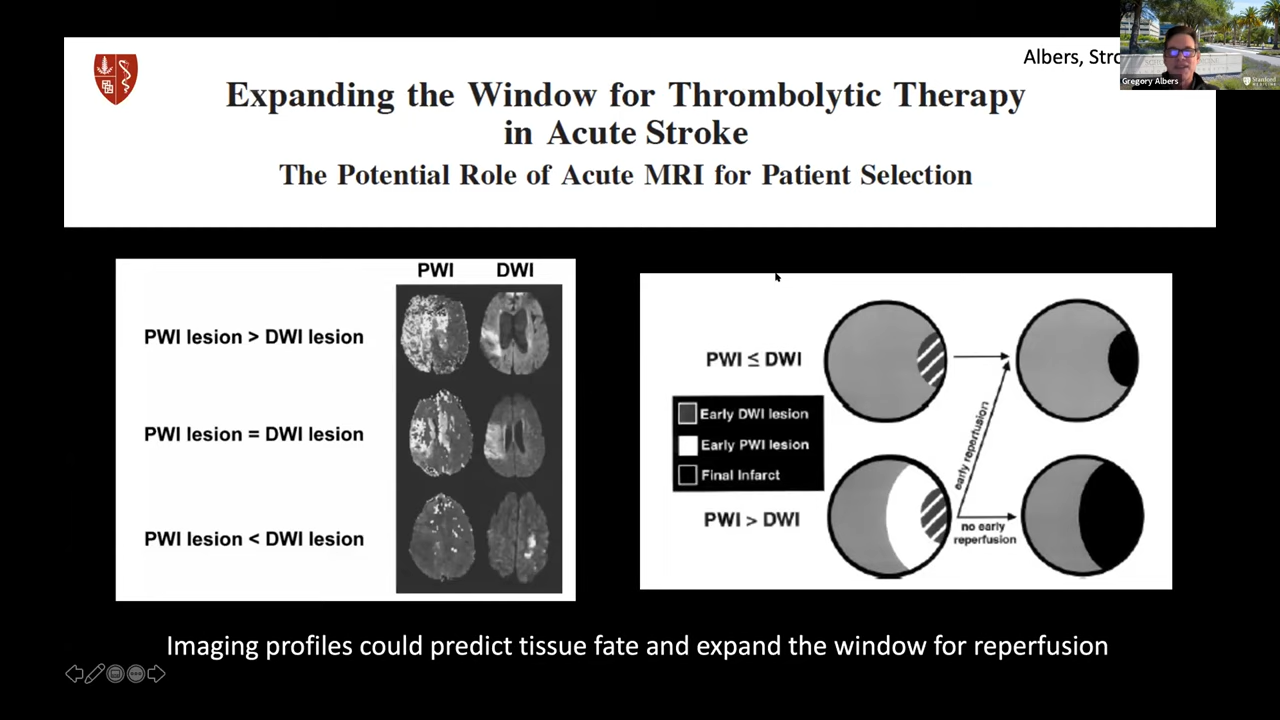 Albers,
Gregory Albers
Stanford
MEDICINE
Expanding the Window for Thrombolytic Therapy
in Acute Stroke
The Potential Role of Acute MRI for Patient Selection
PWI DWI
PWI lesion > DWI lesion
PWI lesion = DWI lesion
PWI lesion < DWI lesion
PWI ≤ DWI
Early DWI lesion
Early PWI lesion
Final Infarct
early reperfusion
PWI > DWI
no early
reperfusion
Imaging profiles could predict tissue fate and expand the window for reperfusion